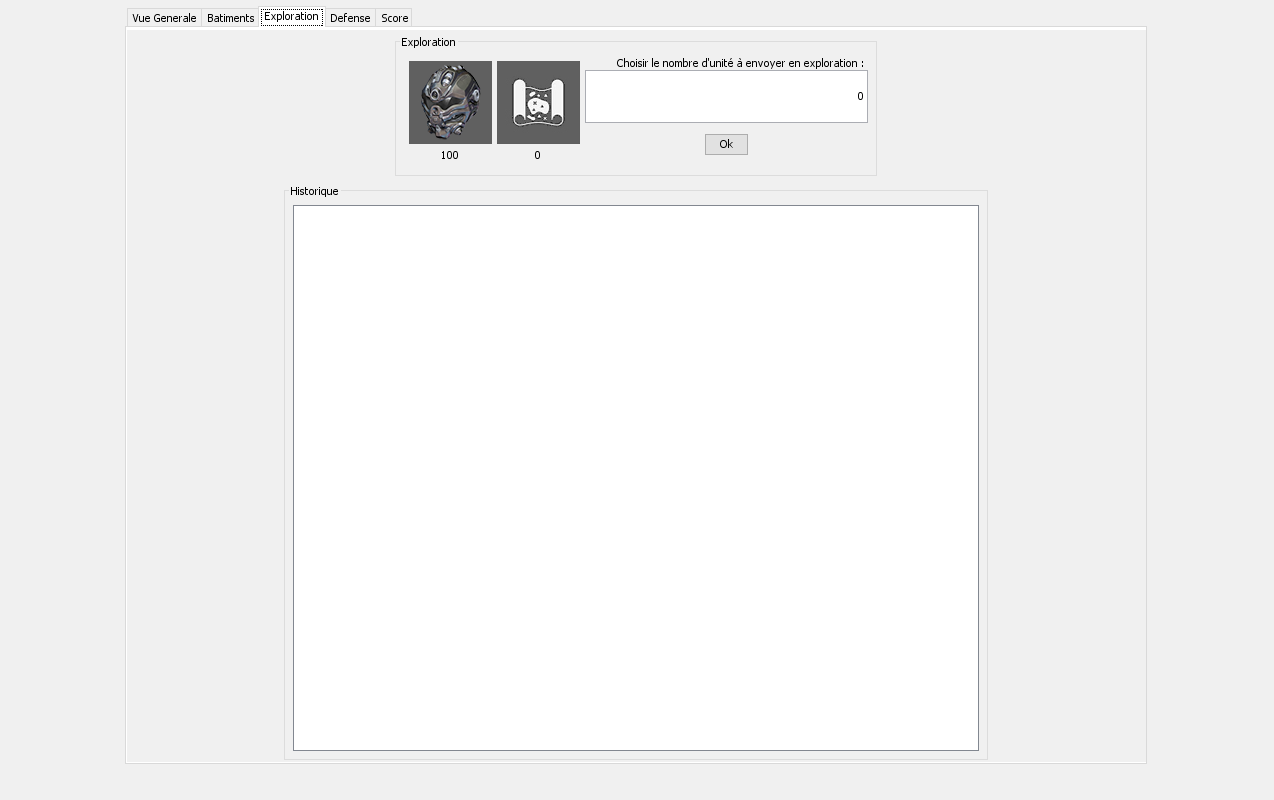 Vue Generale Batiments Exploration Defense Score
Exploration
Choisir le nombre d'unité à envoyer en exploration :
0
Ok
100 0
Historique